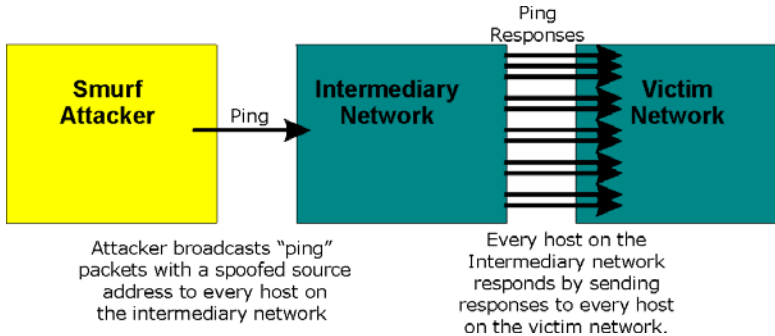 Ping
Responses
Smurf
Attacker
Ping
Intermediary
Network
Victim
Network
Attacker broadcasts “ping”
packets with a spoofed source
address to every host on
the intermediary network
Every host on the
Intermediary network
responds by sending
responses to every host
on the victim network.